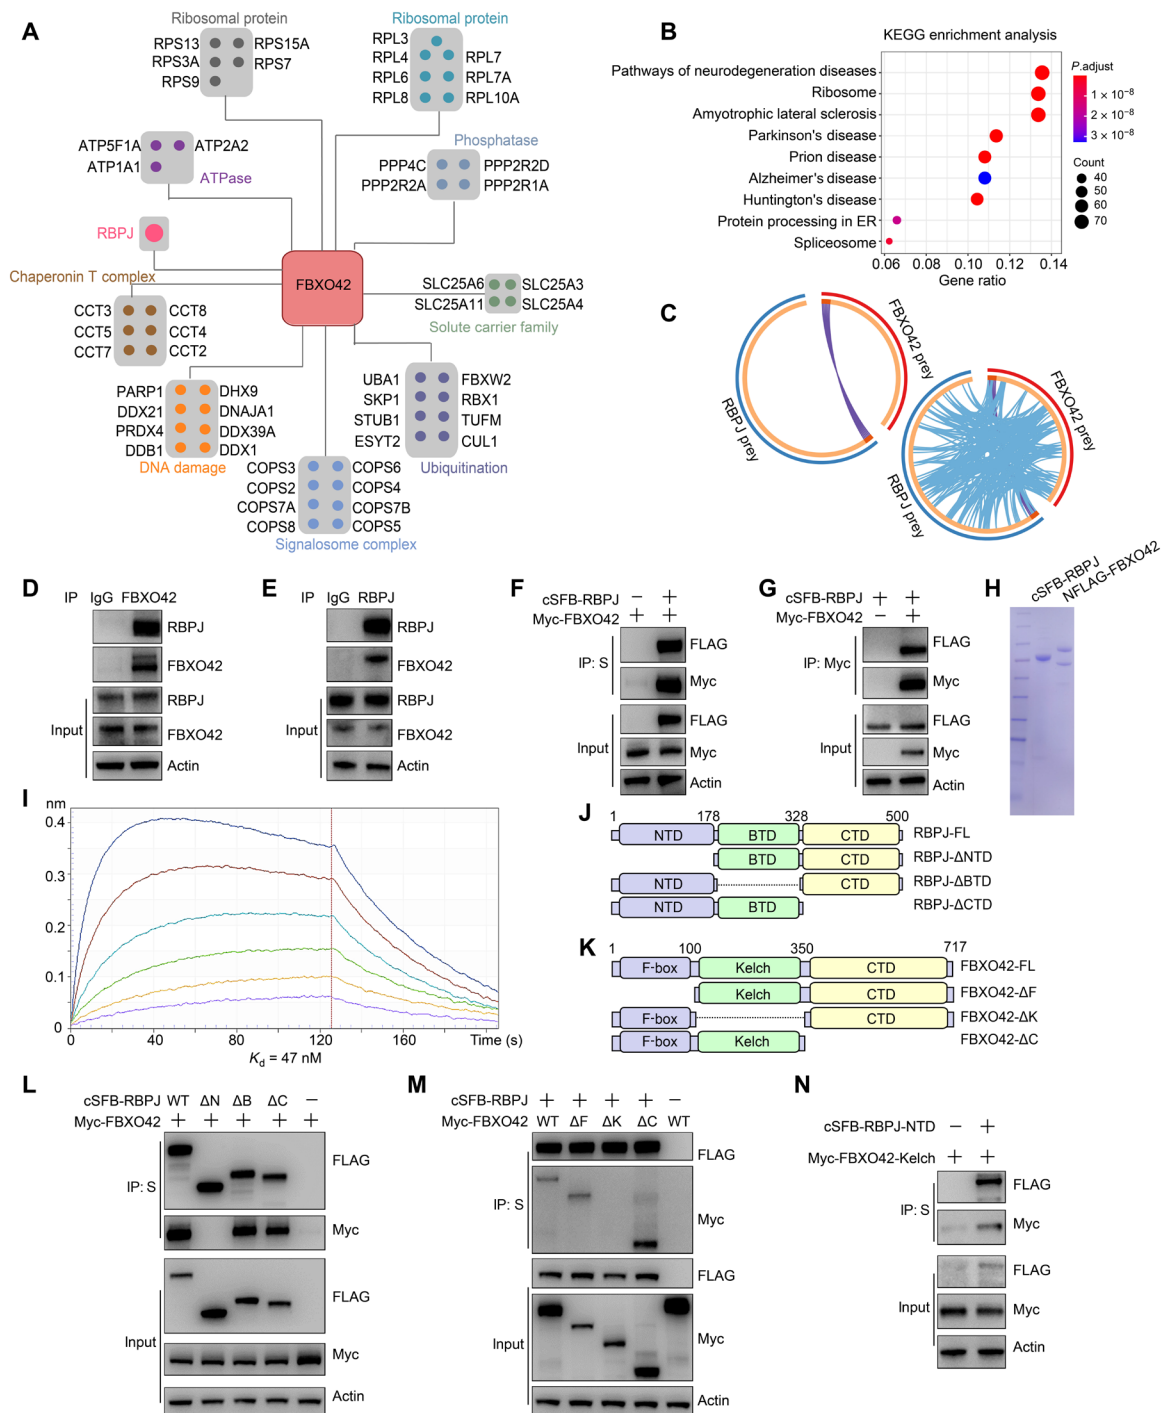 A
Ribosomal protein
RPS13 RPS15A
RPS3A RPS7
RPS9
Ribosomal protein
RPL3
RPL4 RPL7
RPL6 RPL7A
RPL8 RPL10A
ATP5F1A ATP2A2
ATP1A1
ATPase
Phosphatase
PPP4C PPP2R2D
PPP2R2A PPP2R1A
RBPJ
FBXO42
Chaperonin T complex
CCT3 CCT8
CCT5 CCT4
CCT7 CCT2
SLC25A6 SLC25A3
SLC25A11 SLC25A4
Solute carrier family
PARP1 DHX9
DDX21 DNAJA1
PRDX4 DDX39A
DDB1 DDX1
DNA damage
UBA1 FBXW2
SKP1 RBX1
STUB1 TUFM
ESYT2 CUL1
Ubiquitination
COPS3 COPS6
COPS2 COPS4
COPS7A COPS7B
COPS8 COPS5
Signalosome complex
B
KEGG enrichment analysis
Pathways of neurodegeneration diseases
Ribosome
Amyotrophic lateral sclerosis
Parkinson's disease
Prion disease
Alzheimer's disease
Huntington's disease
Protein processing in ER
Spliceosome
0.06 0.08 0.10 0.12 0.14
Gene ratio
P.adjust
1 × 10⁻⁸
2 × 10⁻⁸
3 × 10⁻⁸
Count
40
50
60
70
C
FBXO42 prey
RBPJ prey
FBXO42 prey
RBPJ prey
D
IP IgG FBXO42
RBPJ
FBXO42
RBPJ
Input
FBXO42
Actin
E
IP IgG RBPJ
RBPJ
FBXO42
RBPJ
Input
FBXO42
Actin
F
cSFB-RBPJ − +
Myc-FBXO42 + +
FLAG
IP: S
Myc
FLAG
Input
Myc
Actin
G
cSFB-RBPJ + +
Myc-FBXO42 − +
FLAG
IP: Myc
Myc
FLAG
Input
Myc
Actin
H
cSFB-RBPJ
NFLAG-FBXO42
I
nm
0.4
0.3
0.2
0.1
0
0 40 80 120 160 Time (s)
Kd = 47 nM
J
1 178 328 500
NTD BTD CTD RBPJ-FL
BTD CTD RBPJ-ΔNTD
NTD CTD RBPJ-ΔBTD
NTD BTD RBPJ-ΔCTD
K
1 100 350 717
F-box Kelch CTD FBXO42-FL
Kelch CTD FBXO42-ΔF
F-box CTD FBXO42-ΔK
F-box Kelch FBXO42-ΔC
L
cSFB-RBPJ WT ΔN ΔB ΔC −
Myc-FBXO42 + + + + +
FLAG
IP: S
Myc
FLAG
Input
Myc
Actin
M
cSFB-RBPJ + + + + −
Myc-FBXO42 WT ΔF ΔK ΔC WT
FLAG
IP: S
Myc
FLAG
Input
Myc
Actin
N
cSFB-RBPJ-NTD − +
Myc-FBXO42-Kelch + +
FLAG
IP: S
Myc
FLAG
Input
Myc
Actin